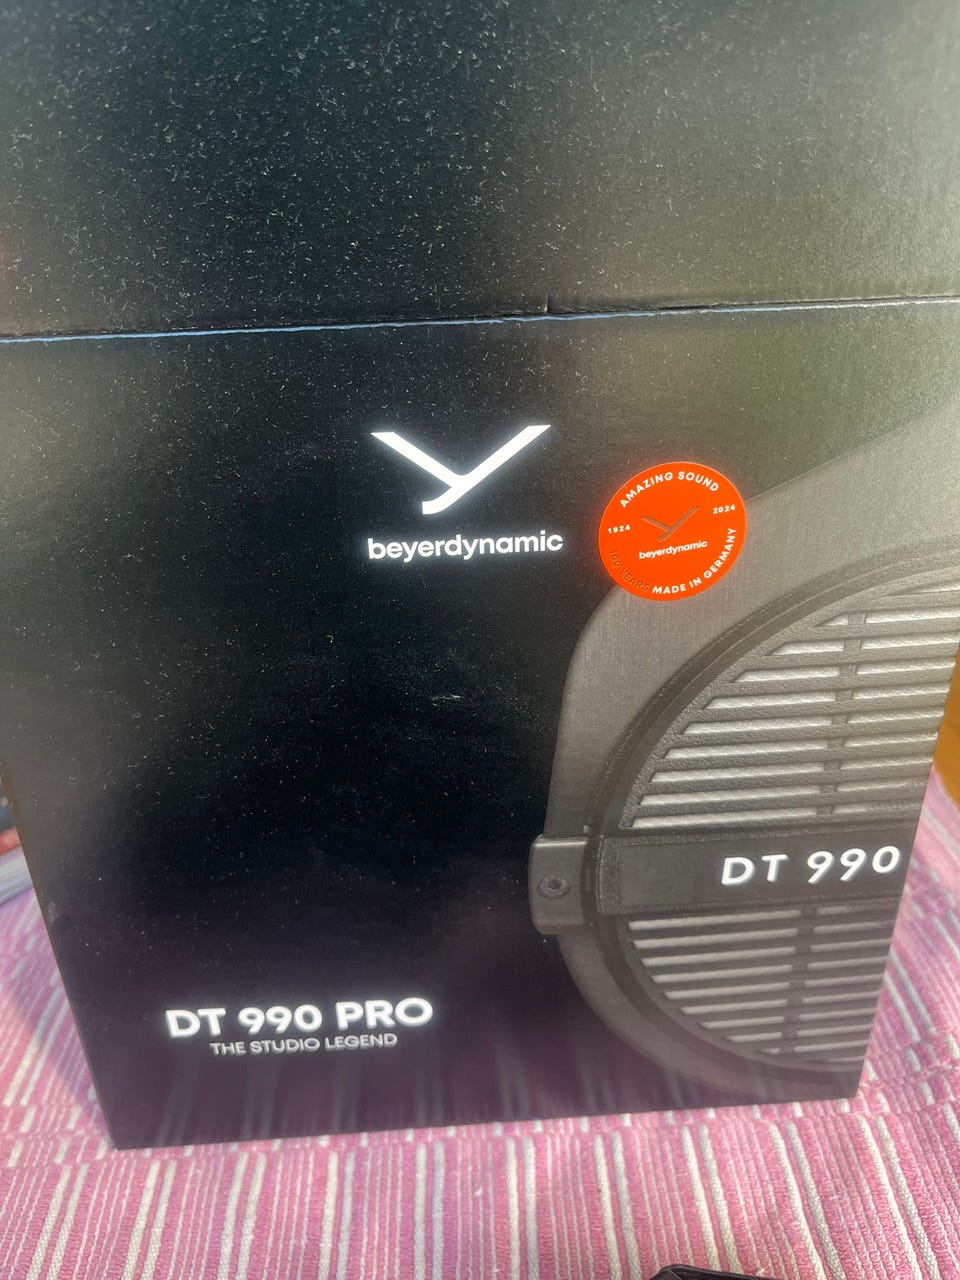 beyerdynamic
AMAZING SOUND
1924
2024
beyerdynamic
100 YEARS MADE IN GERMANY
DT 990
DT 990 PRO
THE STUDIO LEGEND